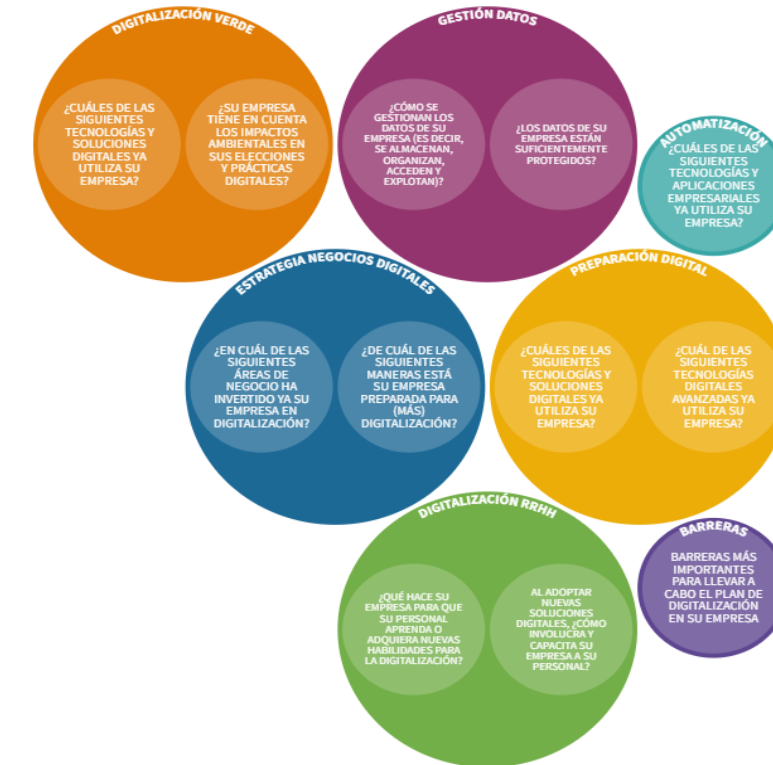 DIGITALIZACIÓN VERDE
¿CUÁLES DE LAS
SIGUIENTES
TECNOLOGÍAS Y
SOLUCIONES
DIGITALES YA
UTILIZA SU
EMPRESA?
¿SU EMPRESA
TIENE EN CUENTA
LOS IMPACTOS
AMBIENTALES EN
SUS ELECCIONES
Y PRÁCTICAS
DIGITALES?
GESTIÓN DATOS
¿CÓMO SE
GESTIONAN LOS
DATOS DE SU
EMPRESA (ES DECIR,
SE ALMACENAN,
ORGANIZAN,
ACCEDEN Y
EXPLOTAN)?
¿LOS DATOS DE SU
EMPRESA ESTÁN
SUFICIENTEMENTE
PROTEGIDOS?
AUTOMATIZACIÓN
¿CUÁLES DE LAS
SIGUIENTES
TECNOLOGÍAS Y
APLICACIONES
EMPRESARIALES
YA UTILIZA SU
EMPRESA?
ESTRATEGIA NEGOCIOS DIGITALES
¿EN CUÁL DE LAS
SIGUIENTES
ÁREAS DE
NEGOCIO HA
INVERTIDO YA SU
EMPRESA EN
DIGITALIZACIÓN?
¿DE CUÁL DE LAS
SIGUIENTES
MANERAS ESTÁ
SU EMPRESA
PREPARADA PARA
(MÁS)
DIGITALIZACIÓN?
PREPARACIÓN DIGITAL
¿CUÁLES DE LAS
SIGUIENTES
TECNOLOGÍAS Y
SOLUCIONES
DIGITALES YA
UTILIZA SU
EMPRESA?
¿CUÁL DE LAS
SIGUIENTES
TECNOLOGÍAS
DIGITALES
AVANZADAS YA
UTILIZA SU
EMPRESA?
DIGITALIZACIÓN RRHH
¿QUÉ HACE SU
EMPRESA PARA QUE
SU PERSONAL
APRENDA O
ADQUIERA NUEVAS
HABILIDADES PARA
LA DIGITALIZACIÓN?
AL ADOPTAR
NUEVAS
SOLUCIONES
DIGITALES, ¿CÓMO
INVOLUCRA Y
CAPACITA SU
EMPRESA A SU
PERSONAL?
BARRERAS
BARRERAS MÁS
IMPORTANTES
PARA LLEVAR A
CABO EL PLAN DE
DIGITALIZACIÓN
EN SU EMPRESA